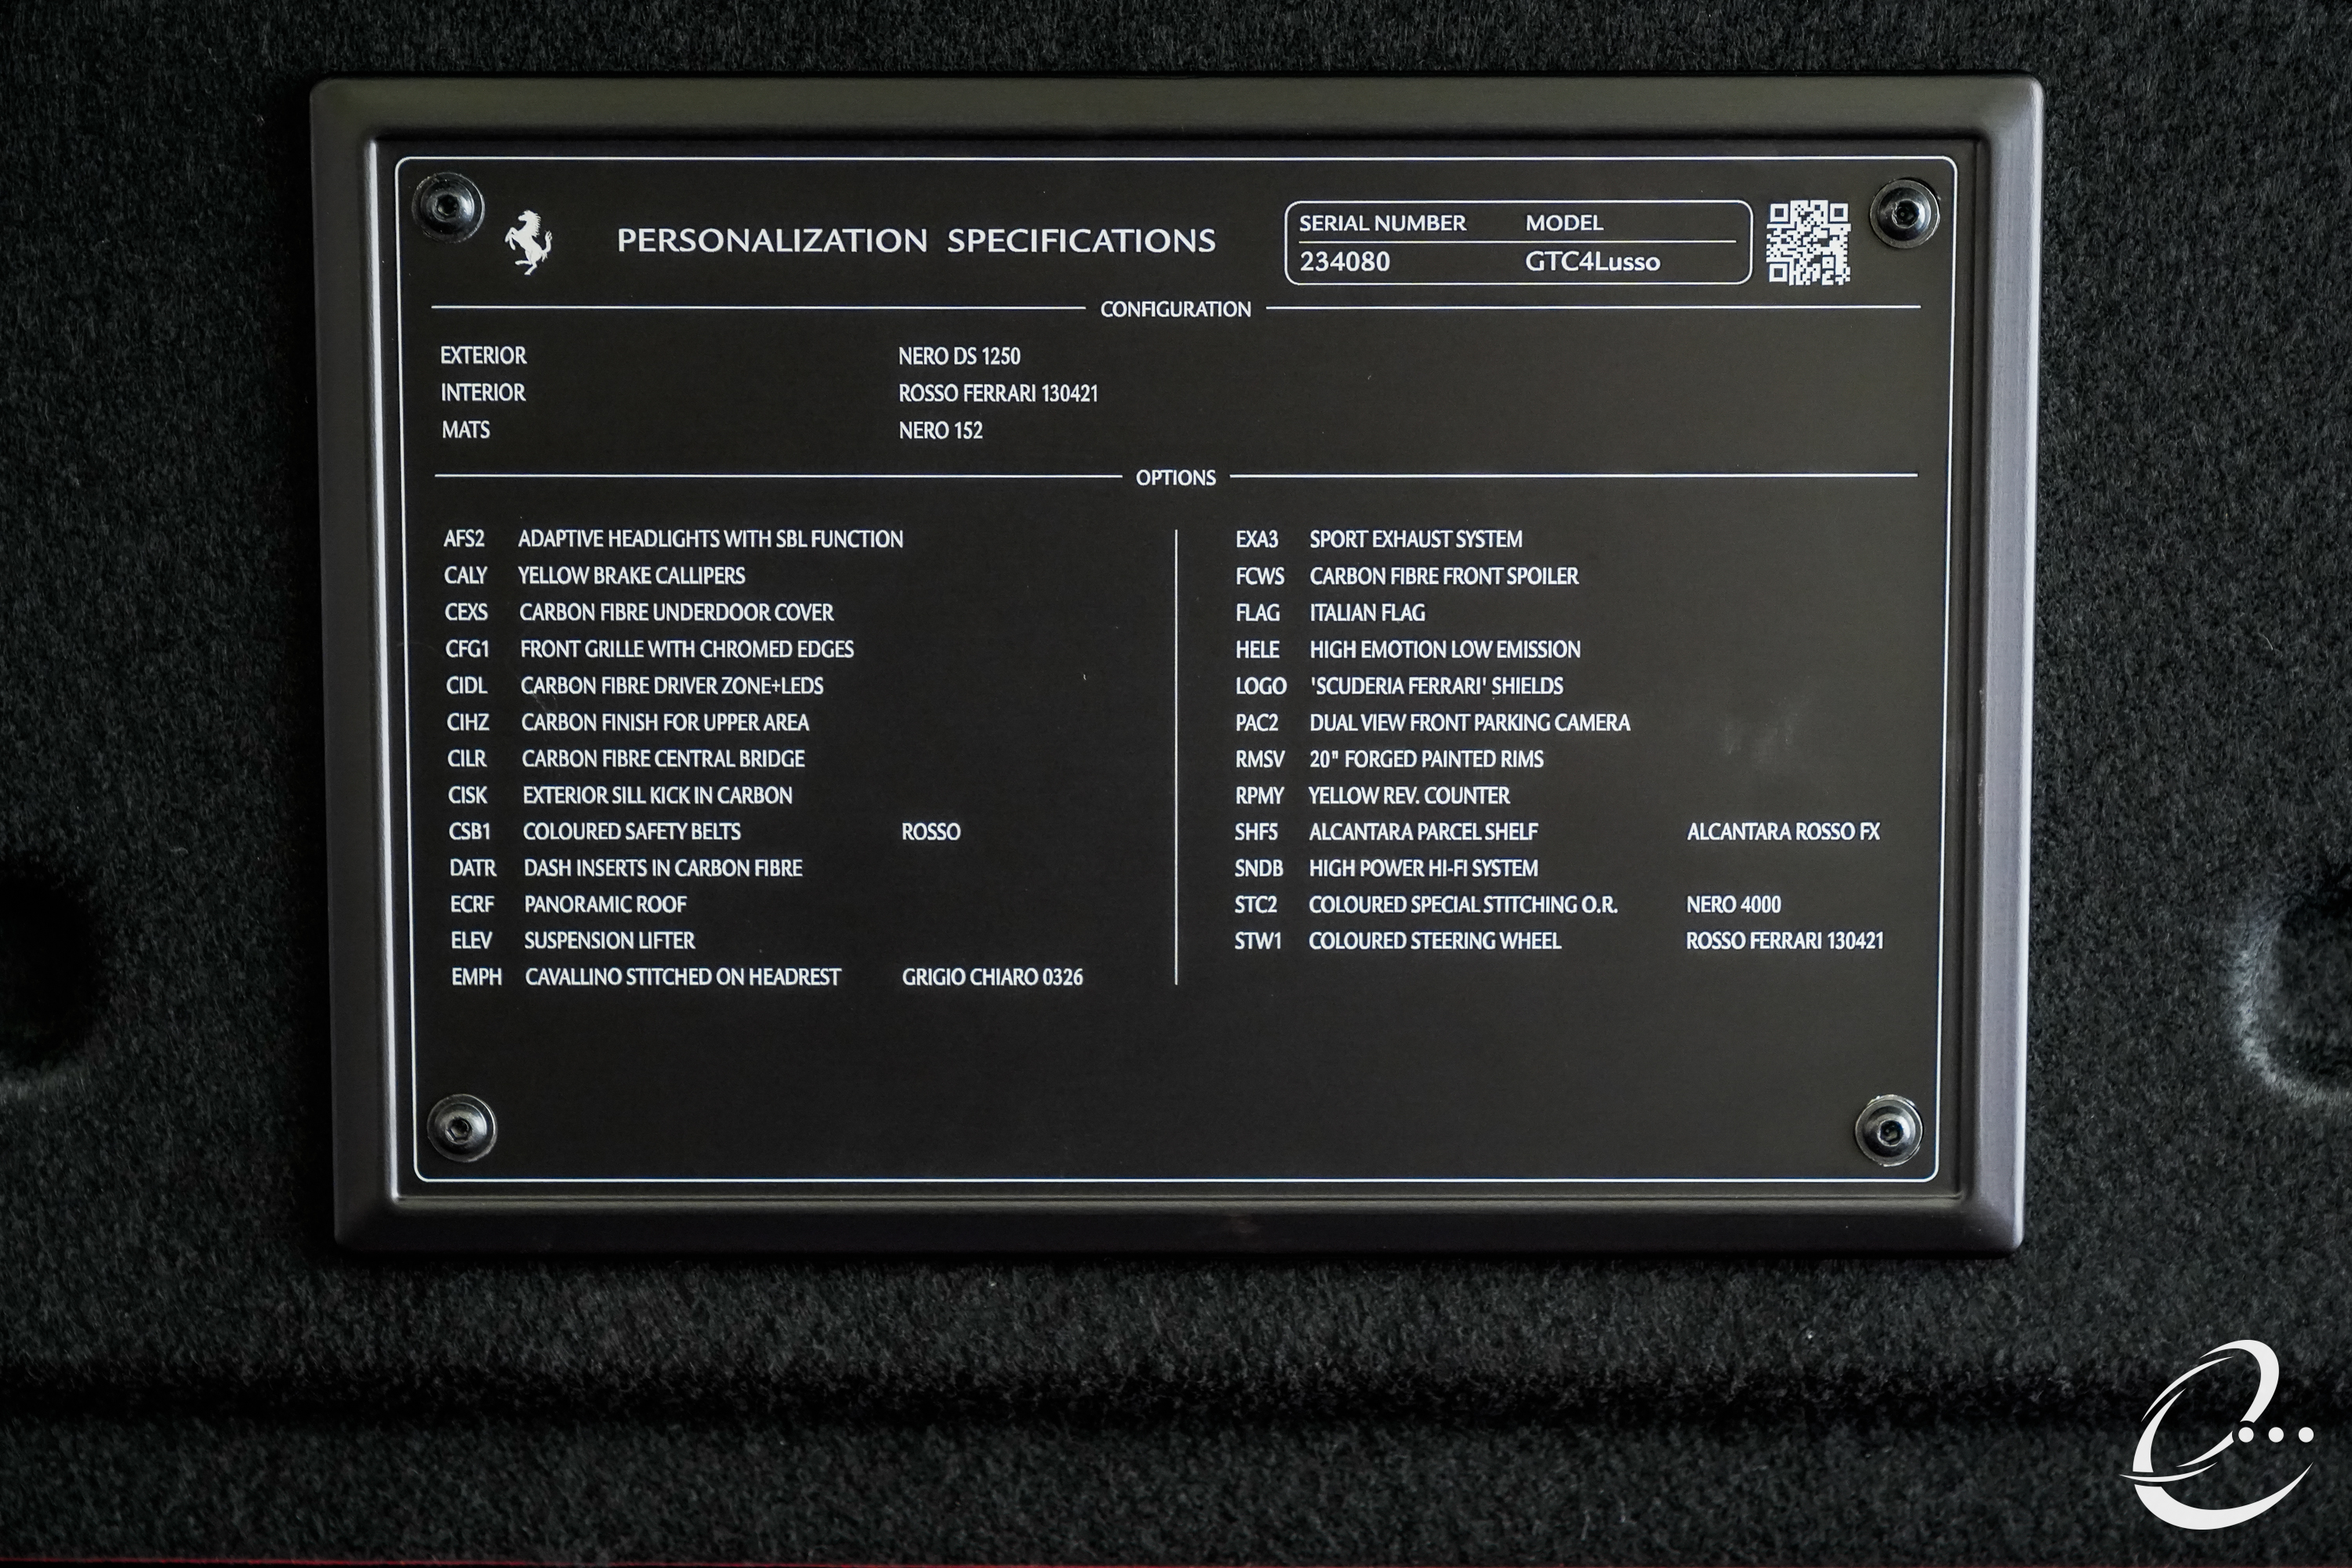 PERSONALIZATION SPECIFICATIONS
SERIAL NUMBER MODEL
234080 GTC4Lusso
CONFIGURATION
EXTERIOR NERO DS 1250
INTERIOR ROSSO FERRARI 130421
MATS NERO 152
OPTIONS
AFS2 ADAPTIVE HEADLIGHTS WITH SBL FUNCTION
CALY YELLOW BRAKE CALLIPERS
CEXS CARBON FIBRE UNDERDOOR COVER
CFG1 FRONT GRILLE WITH CHROMED EDGES
CIDL CARBON FIBRE DRIVER ZONE+LEDS
CIHZ CARBON FINISH FOR UPPER AREA
CILR CARBON FIBRE CENTRAL BRIDGE
CISK EXTERIOR SILL KICK IN CARBON
CSB1 COLOURED SAFETY BELTS ROSSO
DATR DASH INSERTS IN CARBON FIBRE
ECRF PANORAMIC ROOF
ELEV SUSPENSION LIFTER
EMPH CAVALLINO STITCHED ON HEADREST GRIGIO CHIARO 0326
EXA3 SPORT EXHAUST SYSTEM
FCWS CARBON FIBRE FRONT SPOILER
FLAG ITALIAN FLAG
HELE HIGH EMOTION LOW EMISSION
LOGO 'SCUDERIA FERRARI' SHIELDS
PAC2 DUAL VIEW FRONT PARKING CAMERA
RMSV 20" FORGED PAINTED RIMS
RPMY YELLOW REV. COUNTER
SHF5 ALCANTARA PARCEL SHELF ALCANTARA ROSSO FX
SNDB HIGH POWER HI-FI SYSTEM
STC2 COLOURED SPECIAL STITCHING O.R. NERO 4000
STW1 COLOURED STEERING WHEEL ROSSO FERRARI 130421